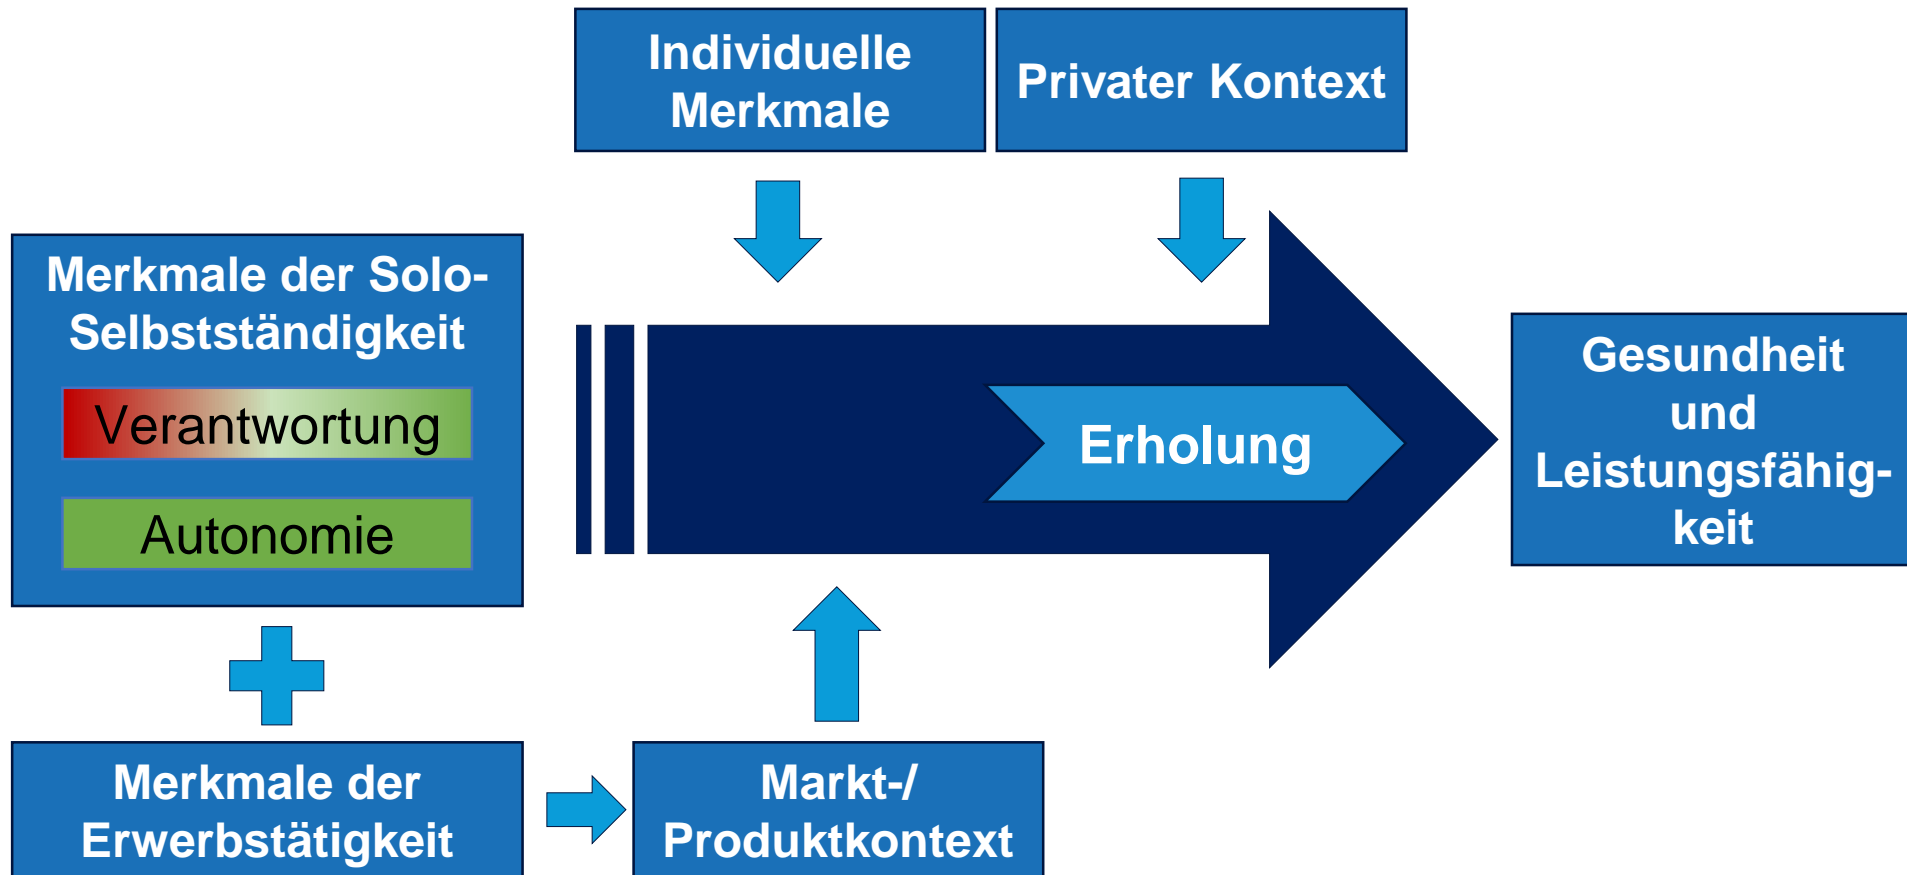 Individuelle
Merkmale
Privater Kontext
Merkmale der Solo-
Selbstständigkeit
Verantwortung
Autonomie
Erholung
Gesundheit
und
Leistungsfähig-
keit
Merkmale der
Erwerbstätigkeit
Markt-/
Produktkontext